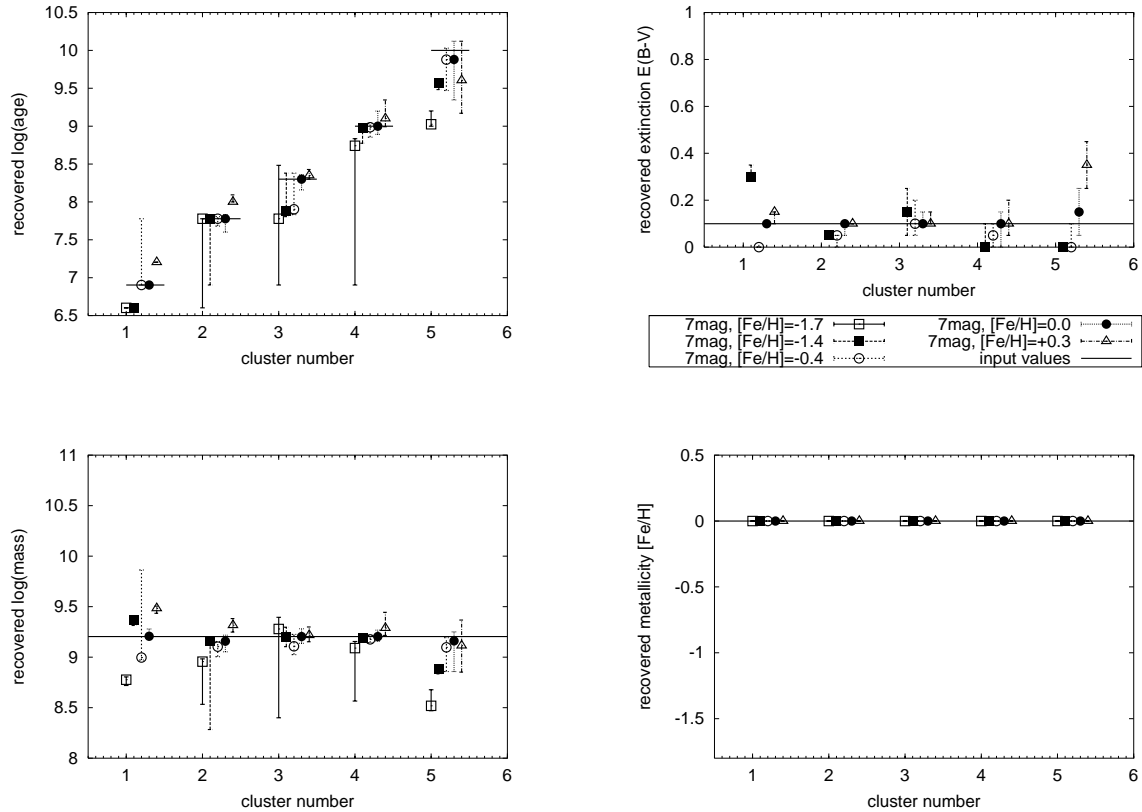 10
9.5
9
8.5
8
7.5
7
6.5
recovered log(age)
1 2 3 4 5 6
cluster number
1
0.8
0.6
0.4
0.2
0
recovered extinction E(B-V)
1 2 3 4 5 6
cluster number
7mag, [Fe/H]=-1.7
7mag, [Fe/H]=-1.4
7mag, [Fe/H]=-0.4
7mag, [Fe/H]=0.0
7mag, [Fe/H]=+0.3
input values
11
10.5
10
9.5
9
8.5
8
recovered log(mass)
1 2 3 4 5 6
cluster number
0.5
0
-0.5
-1
-1.5
recovered metallicity [Fe/H]
1 2 3 4 5 6
cluster number